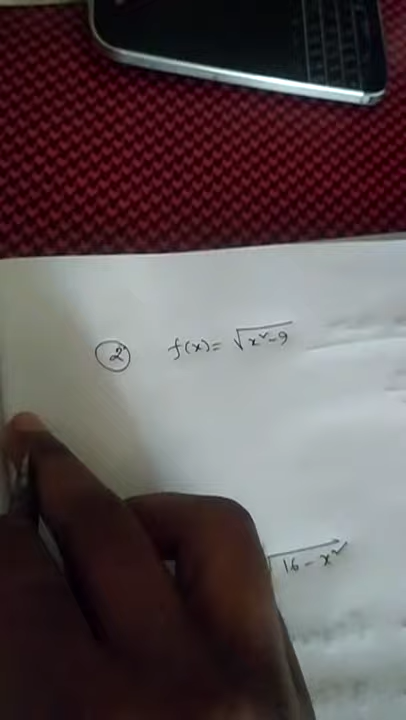 ② f(x) = √(x²-9)
√(16 - x²)